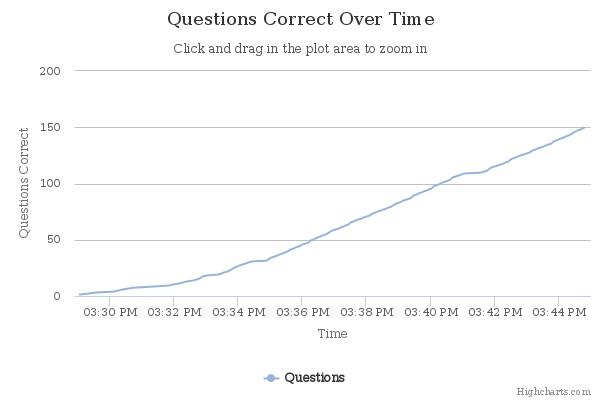 Questions Correct Over Time
Click and drag in the plot area to zoom in
Questions Correct
200
150
100
50
0
03:30 PM 03:32 PM 03:34 PM 03:36 PM 03:38 PM 03:40 PM 03:42 PM 03:44 PM
Time
Questions
Highcharts.com